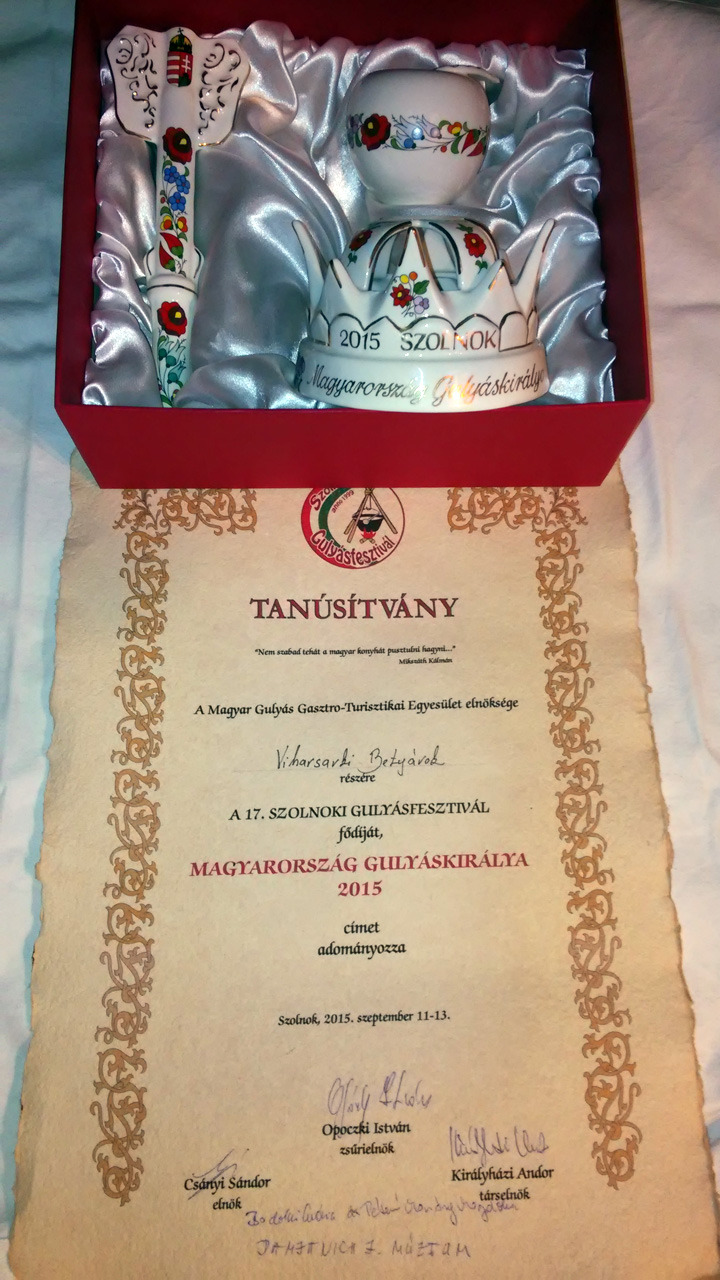 2015 SZOLNOK
Magyarország Gulyáskirálya
Gulyásfesztivál
TANÚSÍTVÁNY
"Nem szabad tehát a magyar konyhát pusztulni hagyni..."
Mikszáth Kálmán
A Magyar Gulyás Gasztro-Turisztikai Egyesület elnöksége
Viharsarki Betyárok
részére
A 17. SZOLNOKI GULYÁSFESZTIVÁL
fődíját,
MAGYARORSZÁG GULYÁSKIRÁLYA
2015
címet
adományozza
Szolnok, 2015. szeptember 11-13.
Opoczki István
zsűrielnök
Csányi Sándor
elnök
Királyházi Andor
társelnök
MÚZEUM